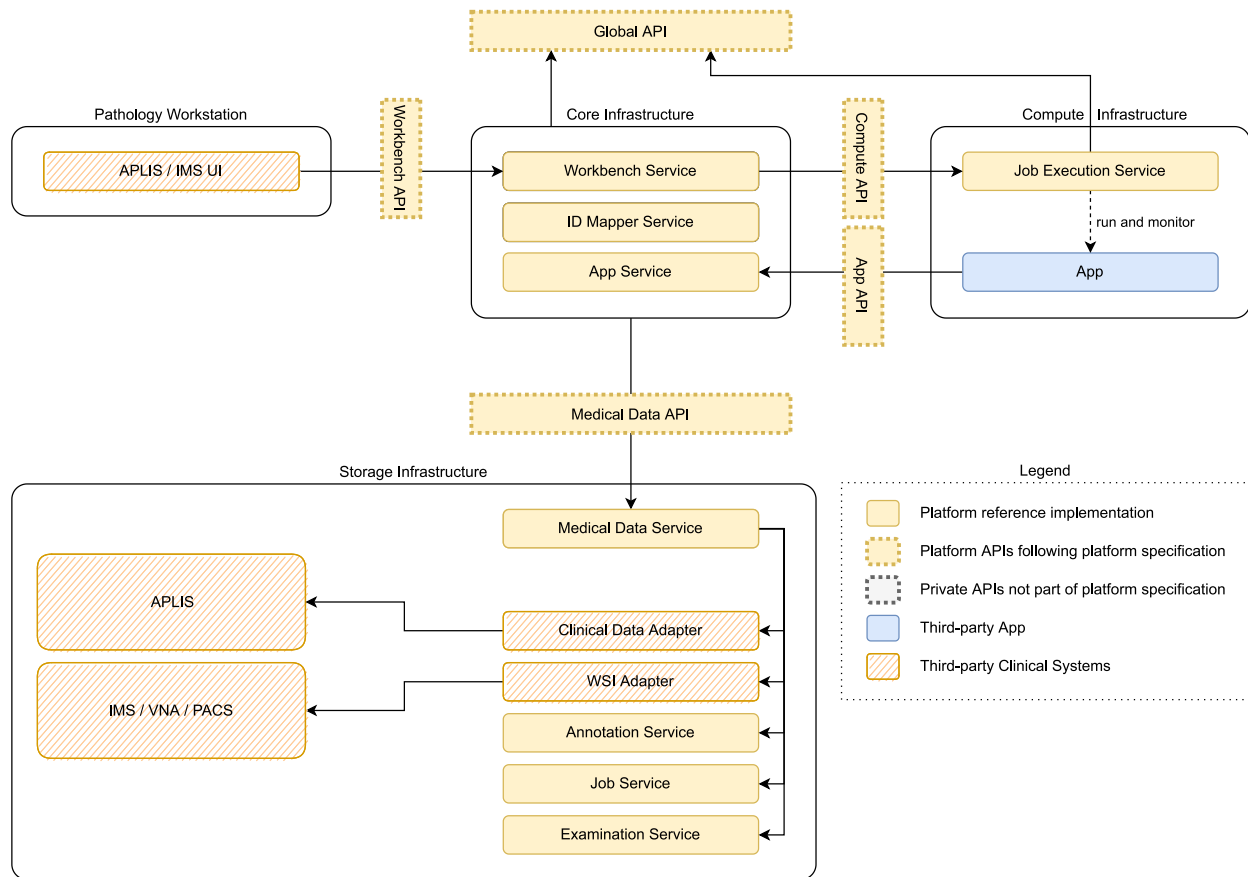 Global API
Pathology Workstation
Workbench API
Core Infrastructure
Compute API
Compute Infrastructure
APLIS / IMS UI
Workbench Service
Job Execution Service
ID Mapper Service
run and monitor
App Service
App API
App
Medical Data API
Storage Infrastructure
Legend
Medical Data Service
Platform reference implementation
Platform APIs following platform specification
Private APIs not part of platform specification
Third-party App
Third-party Clinical Systems
APLIS
Clinical Data Adapter
WSI Adapter
IMS / VNA / PACS
Annotation Service
Job Service
Examination Service